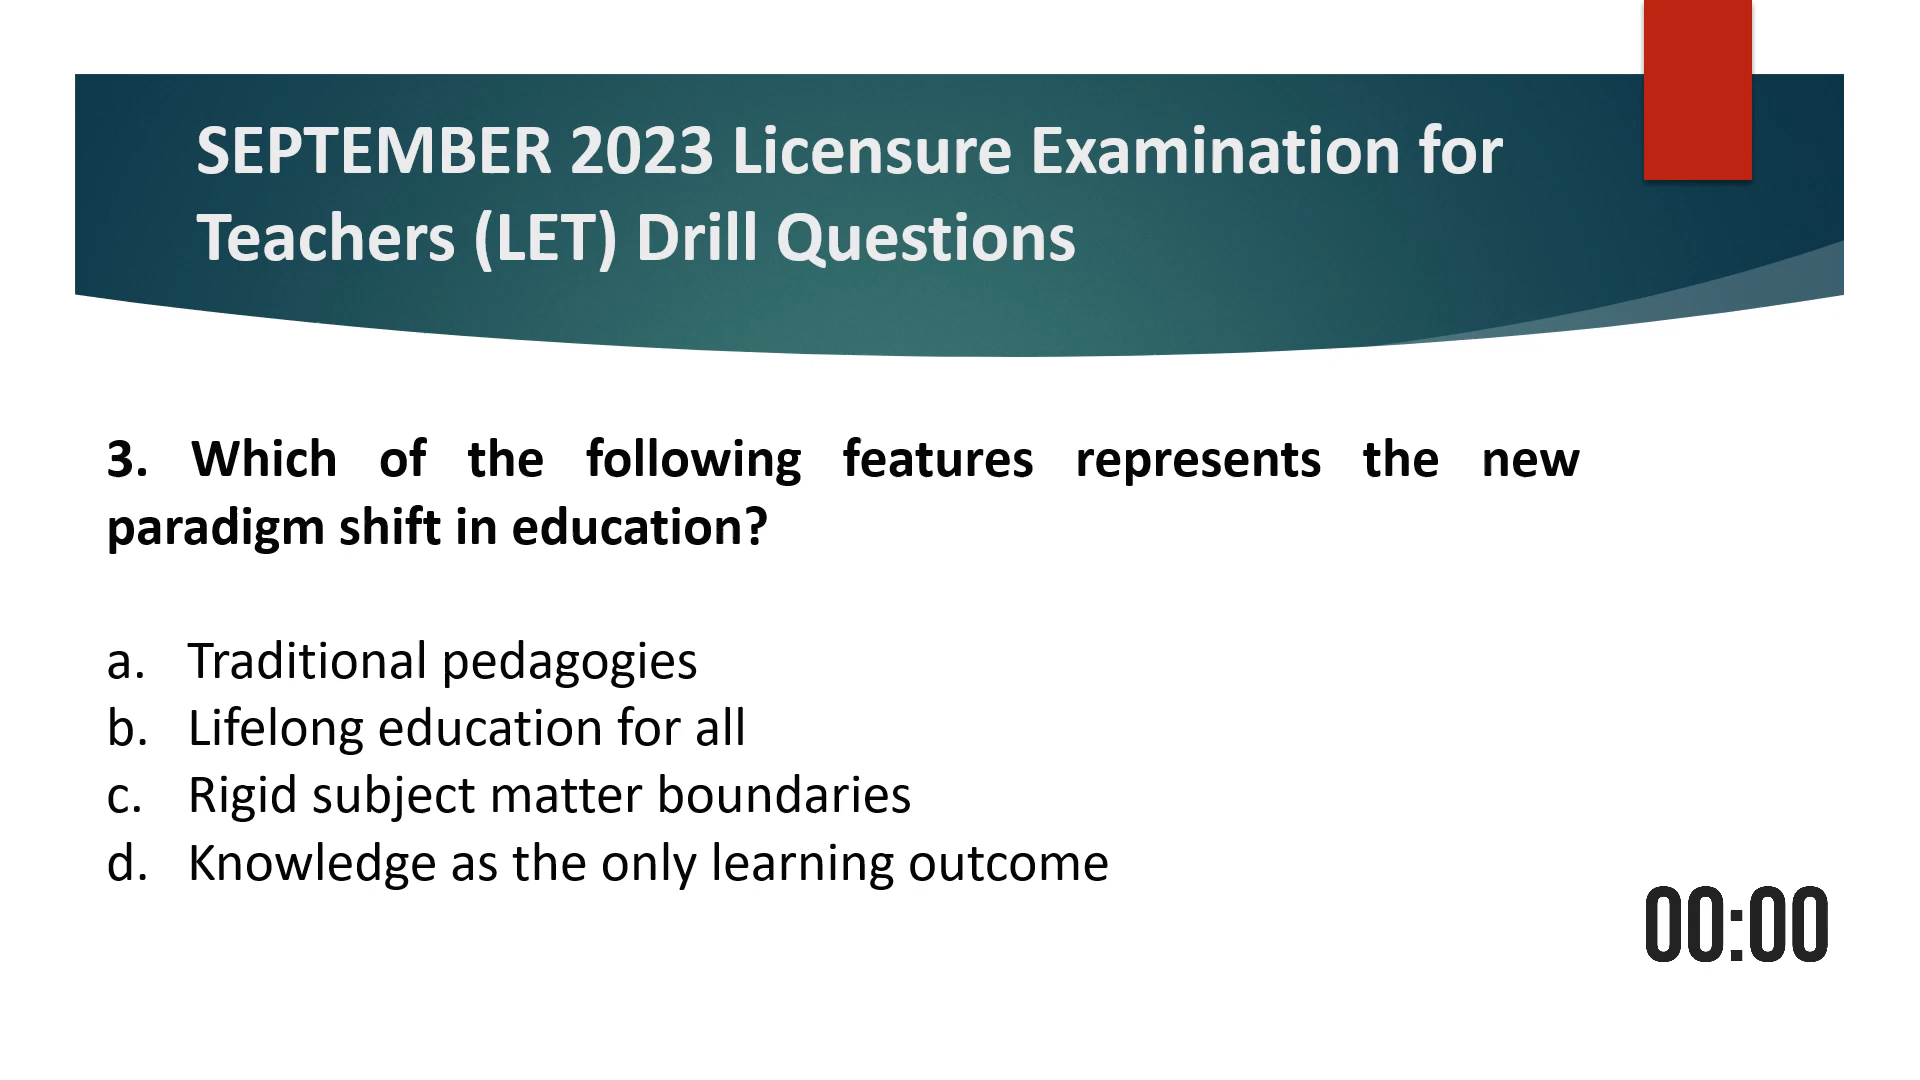 SEPTEMBER 2023 Licensure Examination for
Teachers (LET) Drill Questions
3. Which of the following features represents the new
paradigm shift in education?
a. Traditional pedagogies
b. Lifelong education for all
c. Rigid subject matter boundaries
d. Knowledge as the only learning outcome
00:00